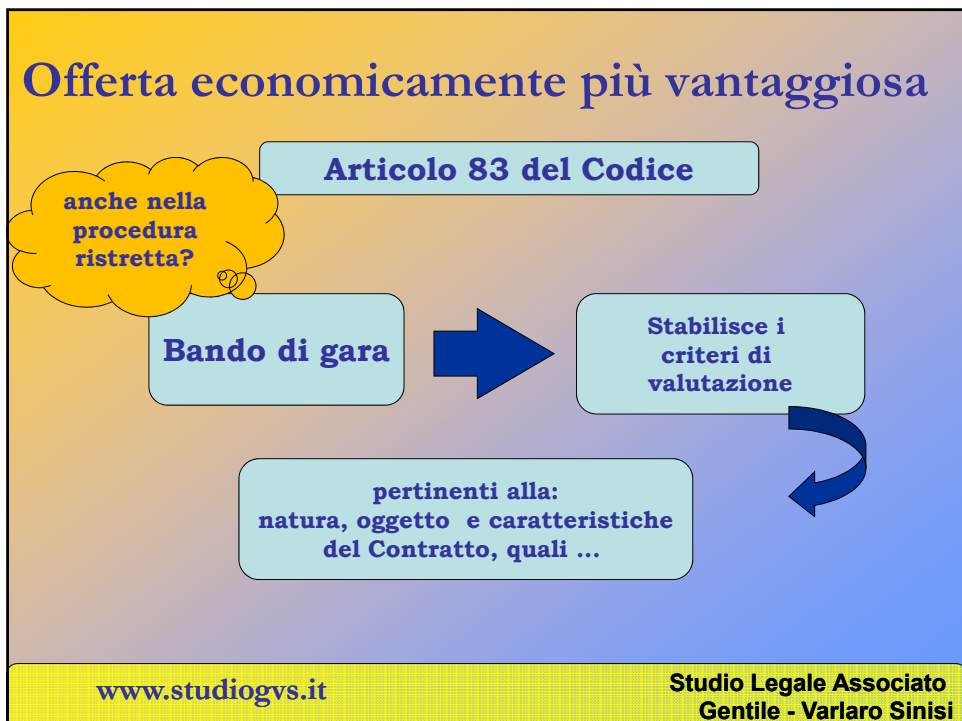 Offerta economicamente più vantaggiosa
Articolo 83 del Codice
anche nella
procedura
ristretta?
Bando di gara
Stabilisce i
criteri di
valutazione
pertinenti alla:
natura, oggetto e caratteristiche
del Contratto, quali ...
www.studiogvs.it
Studio Legale Associato
Gentile - Varlaro Sinisi